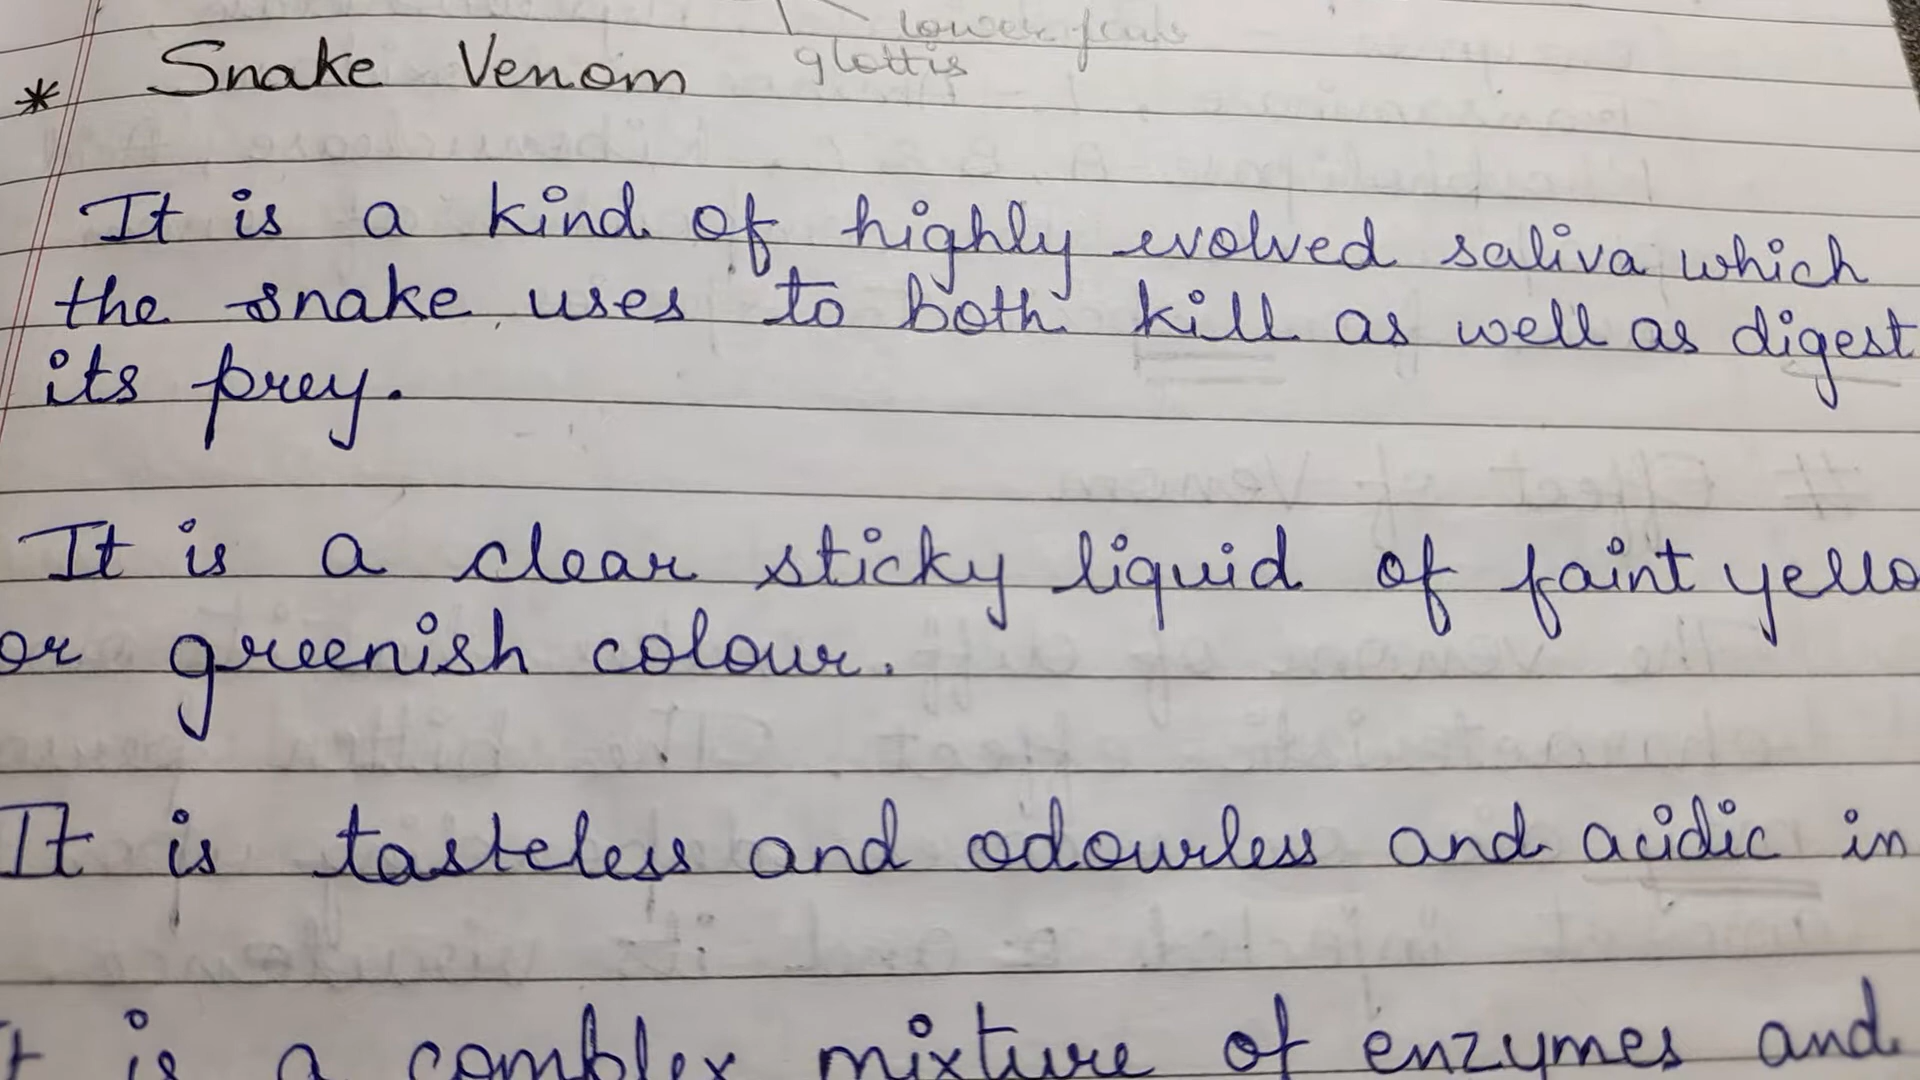 glottis
* Snake Venom
It is a kind of highly evolved saliva which
the snake uses to both kill as well as digest
its prey.
It is a clear sticky liquid of faint yello
or greenish colour.
It is tasteless and odourless and acidic in
It is a complex mixture of enzymes and